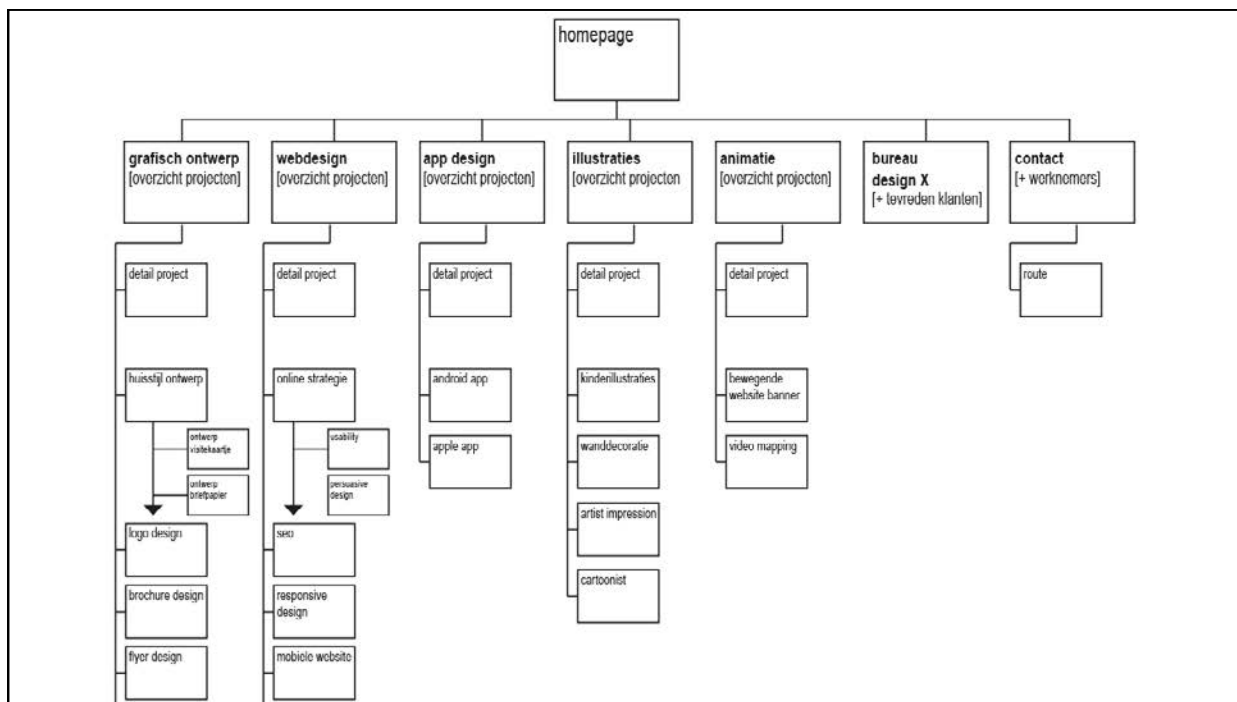 homepage
grafisch ontwerp
[overzicht projecten]
webdesign
[overzicht projecten]
app design
[overzicht projecten]
illustraties
[overzicht projecten
animatie
[overzicht projecten]
bureau
design X
[+ tevreden klanten]
contact
[+ werknemers]
detail project
detail project
detail project
detail project
detail project
route
huisstijl ontwerp
online strategie
android app
kinderillustraties
bewegende
website banner
ontwerp
visitekaartje
usability
apple app
wanddecoratie
video mapping
ontwerp
briefpapier
persuasive
design
logo design
seo
artist impression
brochure design
responsive
design
cartoonist
flyer design
mobiele website